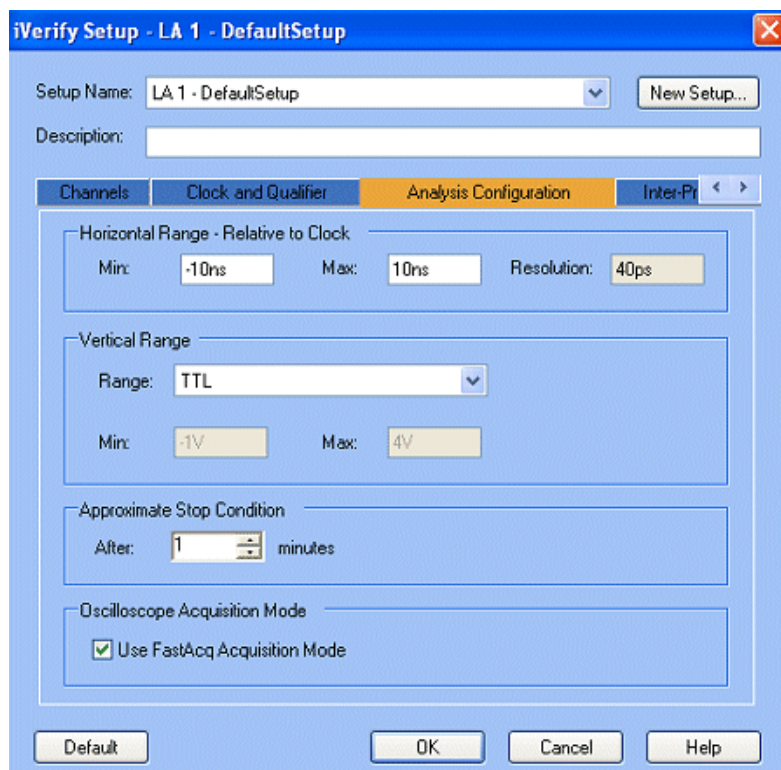 iVerify Setup - LA 1 - DefaultSetup
Setup Name: LA 1 - DefaultSetup New Setup...
Description:
Channels Clock and Qualifier Analysis Configuration Inter-Pr
Horizontal Range - Relative to Clock
Min: -10ns Max: 10ns Resolution: 40ps
Vertical Range
Range: TTL
Min: -1V Max: 4V
Approximate Stop Condition
After: 1 minutes
Oscilloscope Acquisition Mode
Use FastAcq Acquisition Mode
Default OK Cancel Help